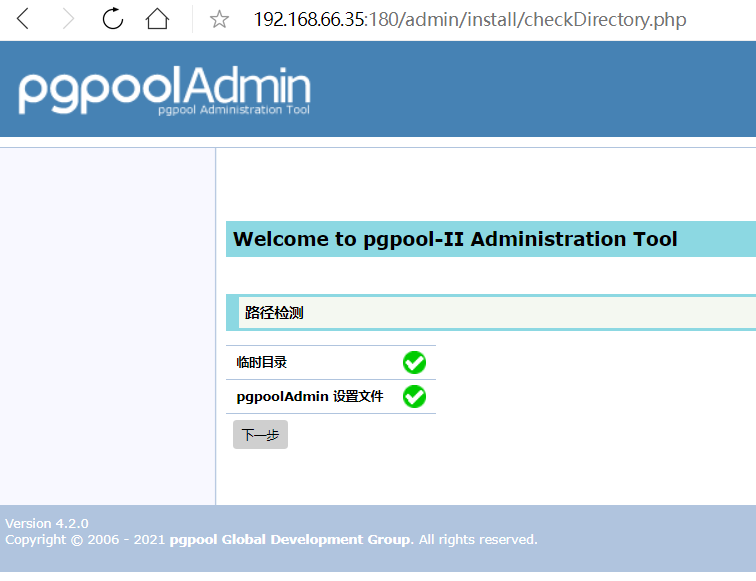 192.168.66.35:180/admin/install/checkDirectory.php
pgpoolAdmin
pgpool Administration Tool
Welcome to pgpool-II Administration Tool
路径检测
临时目录
pgpoolAdmin 设置文件
下一步
Version 4.2.0
Copyright © 2006 - 2021 pgpool Global Development Group. All rights reserved.